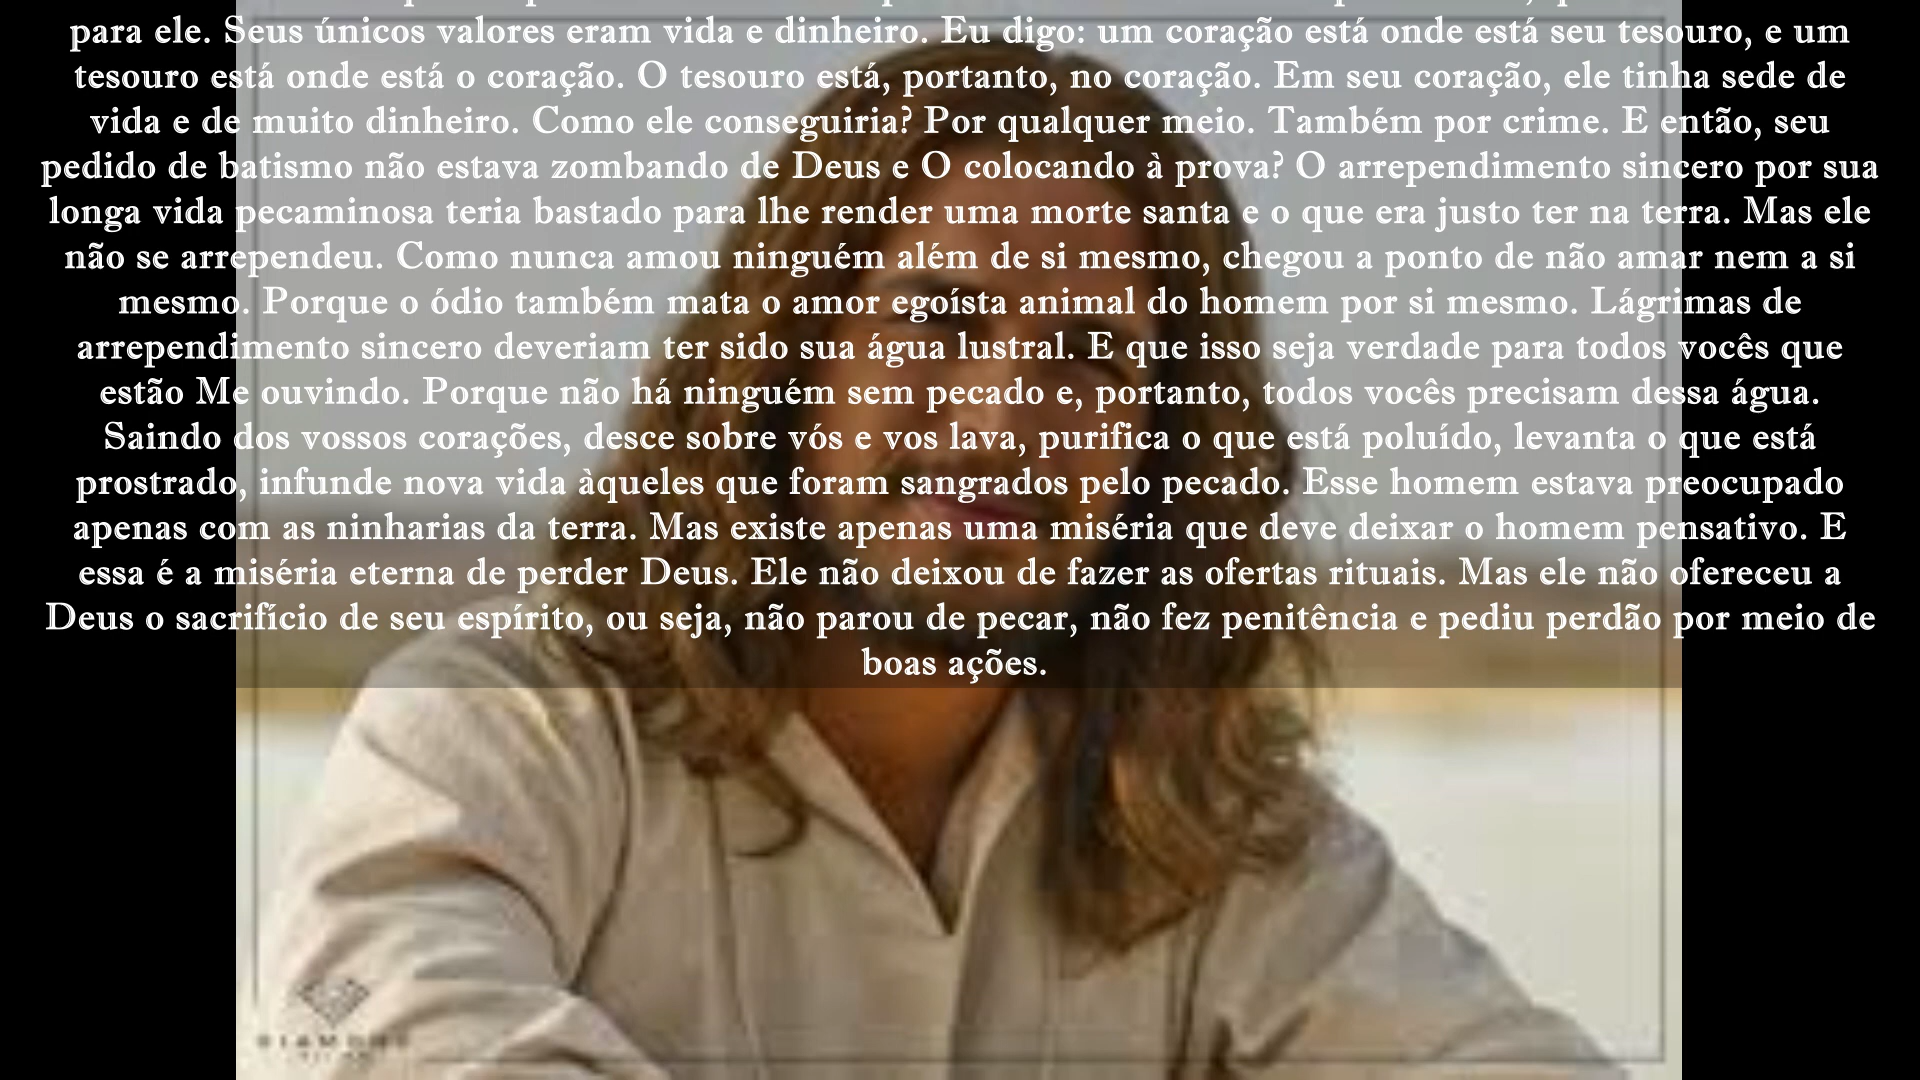 para ele. Seus únicos valores eram vida e dinheiro. Eu digo: um coração está onde está seu tesouro, e um
tesouro está onde está o coração. O tesouro está, portanto, no coração. Em seu coração, ele tinha sede de
vida e de muito dinheiro. Como ele conseguiria? Por qualquer meio. Também por crime. E então, seu
pedido de batismo não estava zombando de Deus e O colocando à prova? O arrependimento sincero por sua
longa vida pecaminosa teria bastado para lhe render uma morte santa e o que era justo ter na terra. Mas ele
não se arrependeu. Como nunca amou ninguém além de si mesmo, chegou a ponto de não amar nem a si
mesmo. Porque o ódio também mata o amor egoísta animal do homem por si mesmo. Lágrimas de
arrependimento sincero deveriam ter sido sua água lustral. E que isso seja verdade para todos vocês que
estão Me ouvindo. Porque não há ninguém sem pecado e, portanto, todos vocês precisam dessa água.
Saindo dos vossos corações, desce sobre vós e vos lava, purifica o que está poluído, levanta o que está
prostrado, infunde nova vida àqueles que foram sangrados pelo pecado. Esse homem estava preocupado
apenas com as ninharias da terra. Mas existe apenas uma miséria que deve deixar o homem pensativo. E
essa é a miséria eterna de perder Deus. Ele não deixou de fazer as ofertas rituais. Mas ele não ofereceu a
Deus o sacrifício de seu espírito, ou seja, não parou de pecar, não fez penitência e pediu perdão por meio de
boas ações.